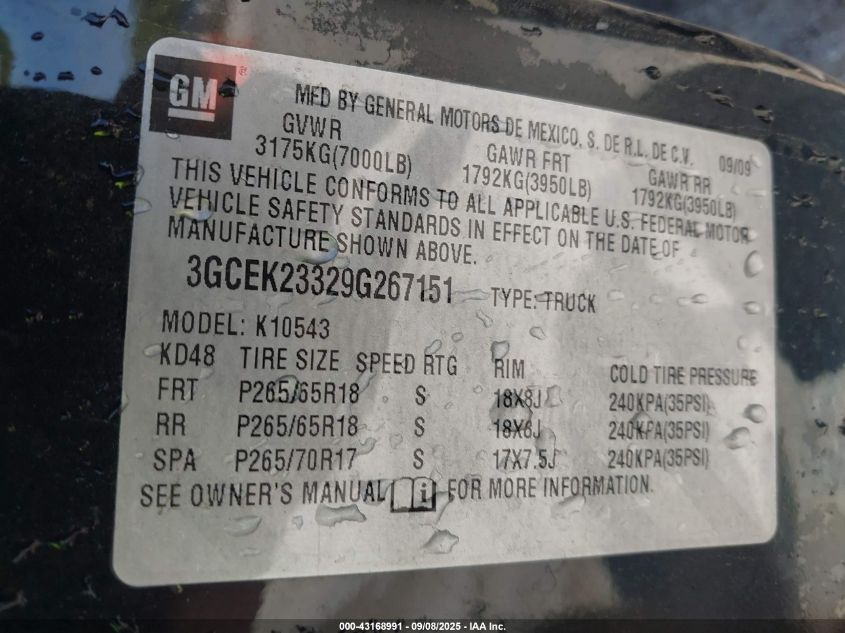 GM ®
MFD BY GENERAL MOTORS DE MEXICO, S. DE R.L. DE C.V. 09/09
GVWR GAWR FRT GAWR RR
3175KG(7000LB) 1792KG(3950LB) 1792KG(3950LB)
THIS VEHICLE CONFORMS TO ALL APPLICABLE U.S. FEDERAL MOTOR
VEHICLE SAFETY STANDARDS IN EFFECT ON THE DATE OF
MANUFACTURE SHOWN ABOVE.
3GCEK23329G267151 TYPE: TRUCK
MODEL: K10543
KD48 TIRE SIZE SPEED RTG RIM COLD TIRE PRESSURE
FRT P265/65R18 S 18X8J 240KPA(35PSI)
RR P265/65R18 S 18X8J 240KPA(35PSI)
SPA P265/70R17 S 17X7.5J 240KPA(35PSI)
SEE OWNER'S MANUAL i FOR MORE INFORMATION.
000-43168991 - 09/08/2025 - IAA Inc.